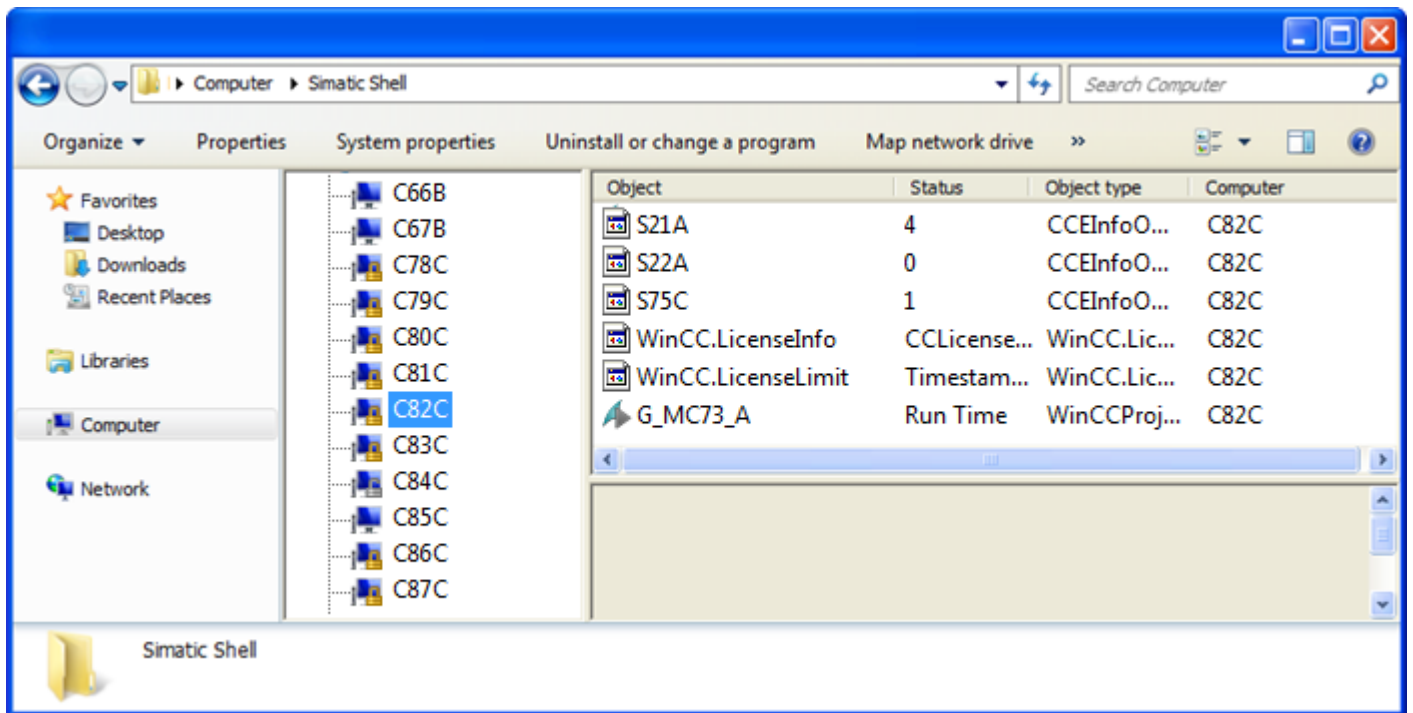 Computer Simatic Shell Search Computer
Organize Properties System properties Uninstall or change a program Map network drive »
Favorites
Desktop
Downloads
Recent Places
Libraries
Computer
Network
C66B
C67B
C78C
C79C
C80C
C81C
C82C
C83C
C84C
C85C
C86C
C87C
Object Status Object type Computer
S21A 4 CCEInfoO... C82C
S22A 0 CCEInfoO... C82C
S75C 1 CCEInfoO... C82C
WinCC.LicenseInfo CCLicense... WinCC.Lic... C82C
WinCC.LicenseLimit Timestam... WinCC.Lic... C82C
G_MC73_A Run Time WinCCProj... C82C
Simatic Shell